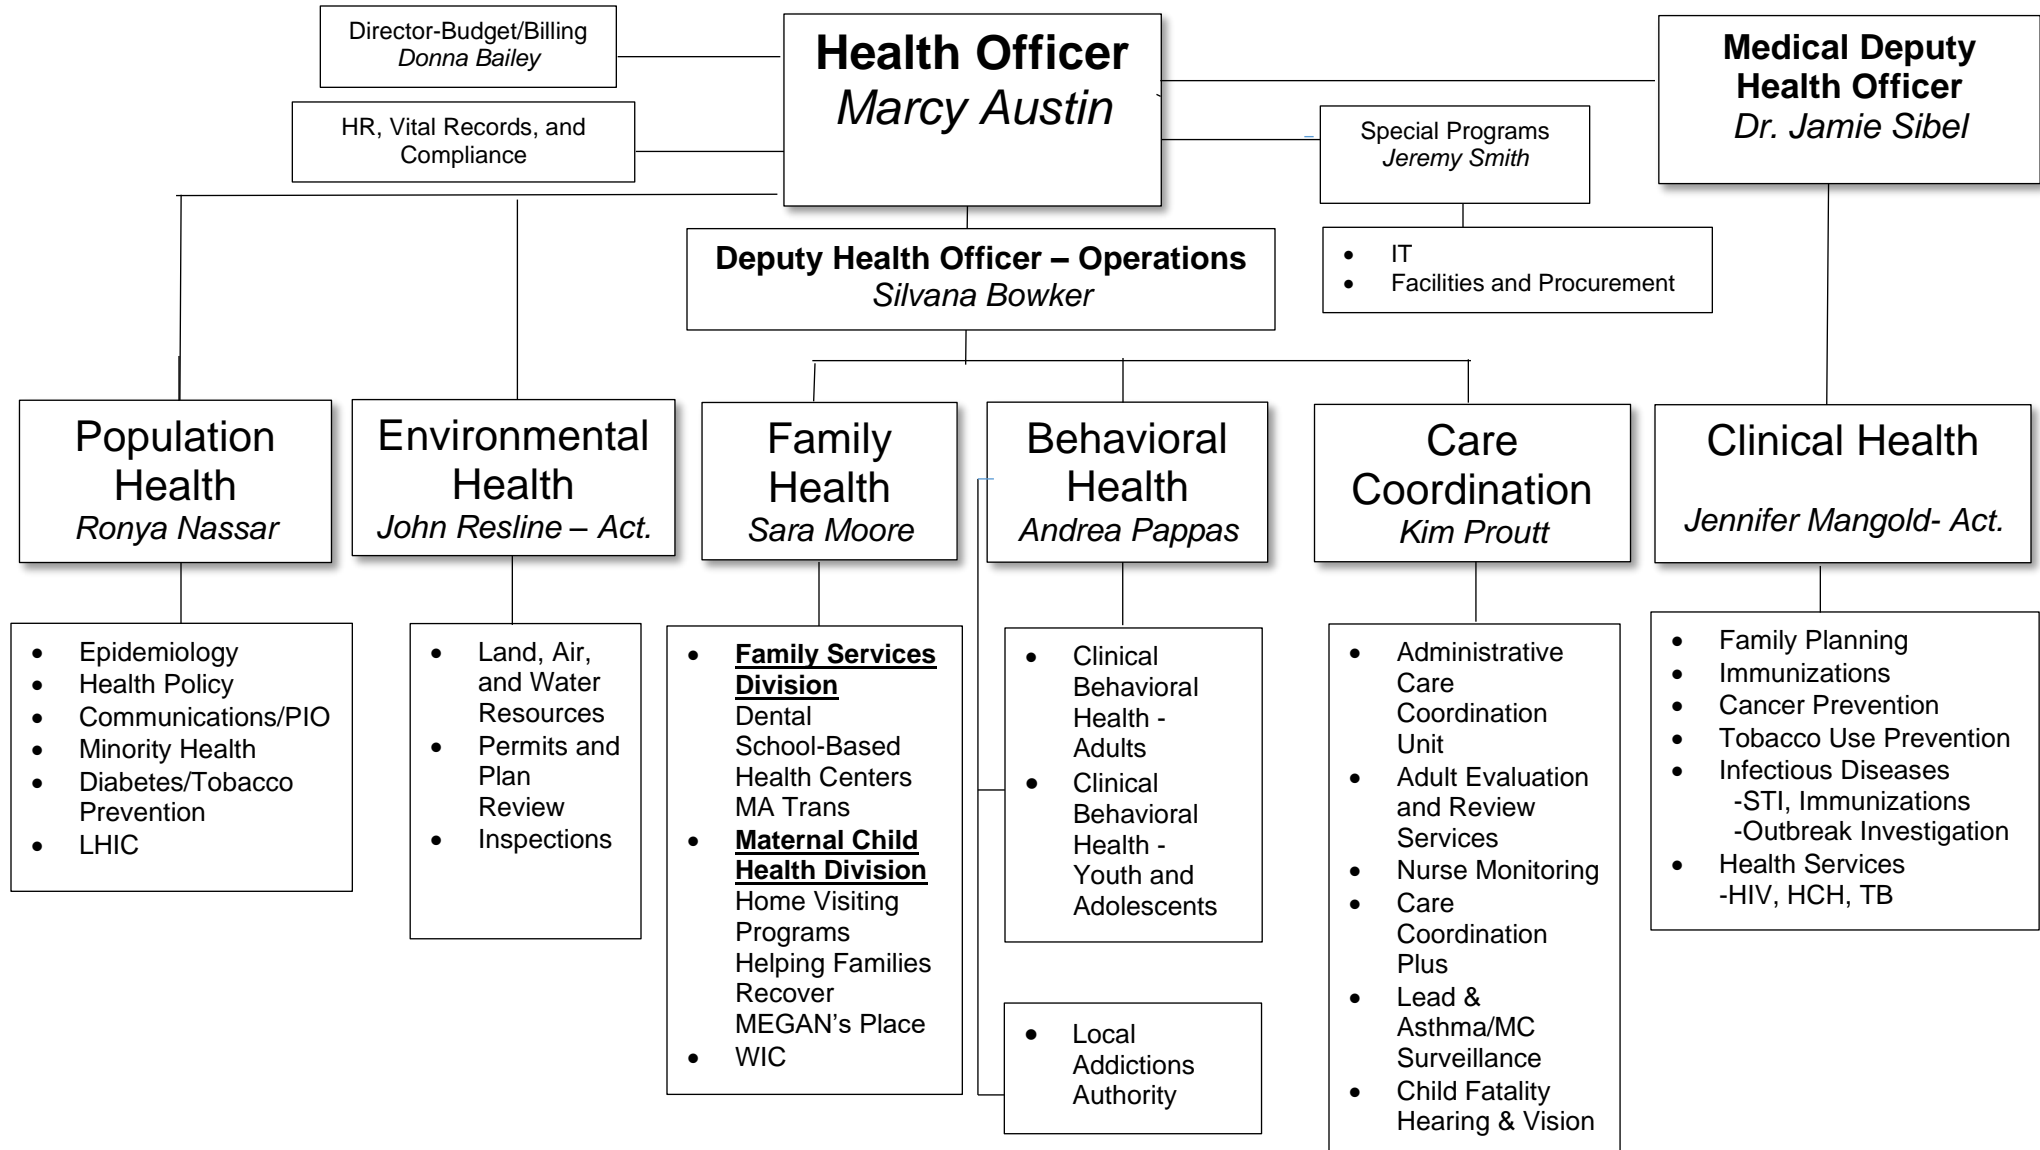 Director-Budget/Billing
Donna Bailey
Health Officer
Marcy Austin
Medical Deputy
Health Officer
Dr. Jamie Sibel
HR, Vital Records, and
Compliance
Special Programs
Jeremy Smith
Deputy Health Officer – Operations
Silvana Bowker
• IT
• Facilities and Procurement
Population
Health
Ronya Nassar
Environmental
Health
John Resline – Act.
Family
Health
Sara Moore
Behavioral
Health
Andrea Pappas
Care
Coordination
Kim Proutt
Clinical Health
Jennifer Mangold- Act.
• Epidemiology
• Health Policy
• Communications/PIO
• Minority Health
• Diabetes/Tobacco
Prevention
• LHIC
• Land, Air,
and Water
Resources
• Permits and
Plan
Review
• Inspections
• Family Services
Division
Dental
School-Based
Health Centers
MA Trans
• Maternal Child
Health Division
Home Visiting
Programs
Helping Families
Recover
MEGAN’s Place
• WIC
• Clinical
Behavioral
Health -
Adults
• Clinical
Behavioral
Health -
Youth and
Adolescents
• Local
Addictions
Authority
• Administrative
Care
Coordination
Unit
• Adult Evaluation
and Review
Services
• Nurse Monitoring
• Care
Coordination
Plus
• Lead &
Asthma/MC
Surveillance
• Child Fatality
Hearing & Vision
• Family Planning
• Immunizations
• Cancer Prevention
• Tobacco Use Prevention
• Infectious Diseases
-STI, Immunizations
-Outbreak Investigation
• Health Services
-HIV, HCH, TB